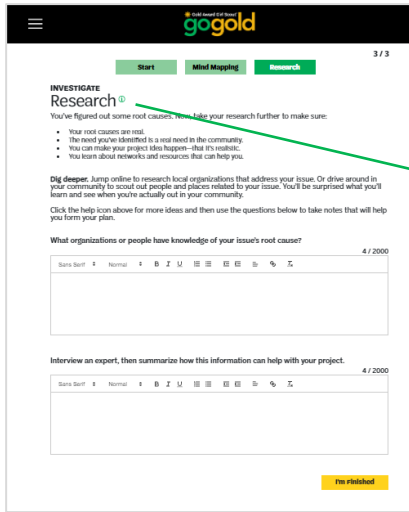 Gold Award Girl Scout
gogold
3 / 3
Start Mind Mapping Research
INVESTIGATE
Research
You've figured out some root causes. Now, take your research further to make sure:
• Your root causes are real.
• The need you've identified is a real need in the community.
• You can make your project idea happen—that it's realistic.
• You learn about networks and resources that can help you.
Dig deeper. Jump online to research local organizations that address your issue. Or drive around in
your community to scout out people and places related to your issue. You'll be surprised what you'll
learn and see when you're actually out in your community.
Click the help icon above for more ideas and then use the questions below to take notes that will help
you form your plan.
What organizations or people have knowledge of your issue's root cause?
4 / 2000
Sans Serif Normal B I U
Interview an expert, then summarize how this information can help with your project.
4 / 2000
Sans Serif Normal B I U
I'm Finished